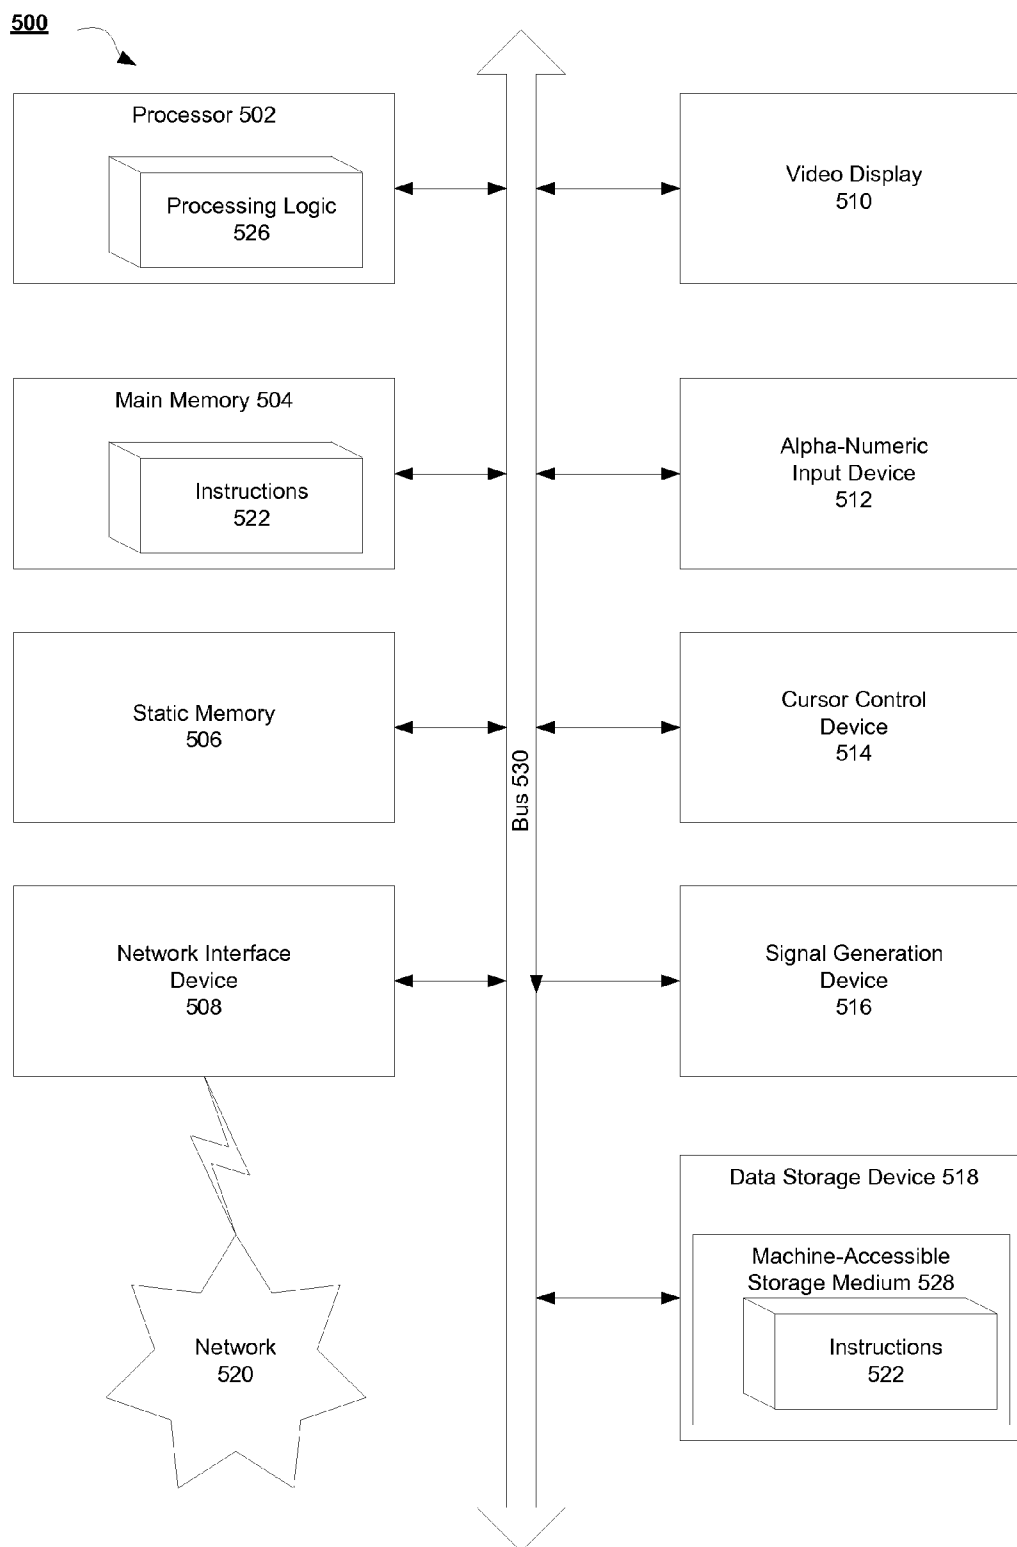 500
Processor 502
Processing Logic
526
Video Display
510
Main Memory 504
Instructions
522
Alpha-Numeric
Input Device
512
Static Memory
506
Cursor Control
Device
514
Bus 530
Network Interface
Device
508
Signal Generation
Device
516
Data Storage Device 518
Machine-Accessible
Storage Medium 528
Instructions
522
Network
520